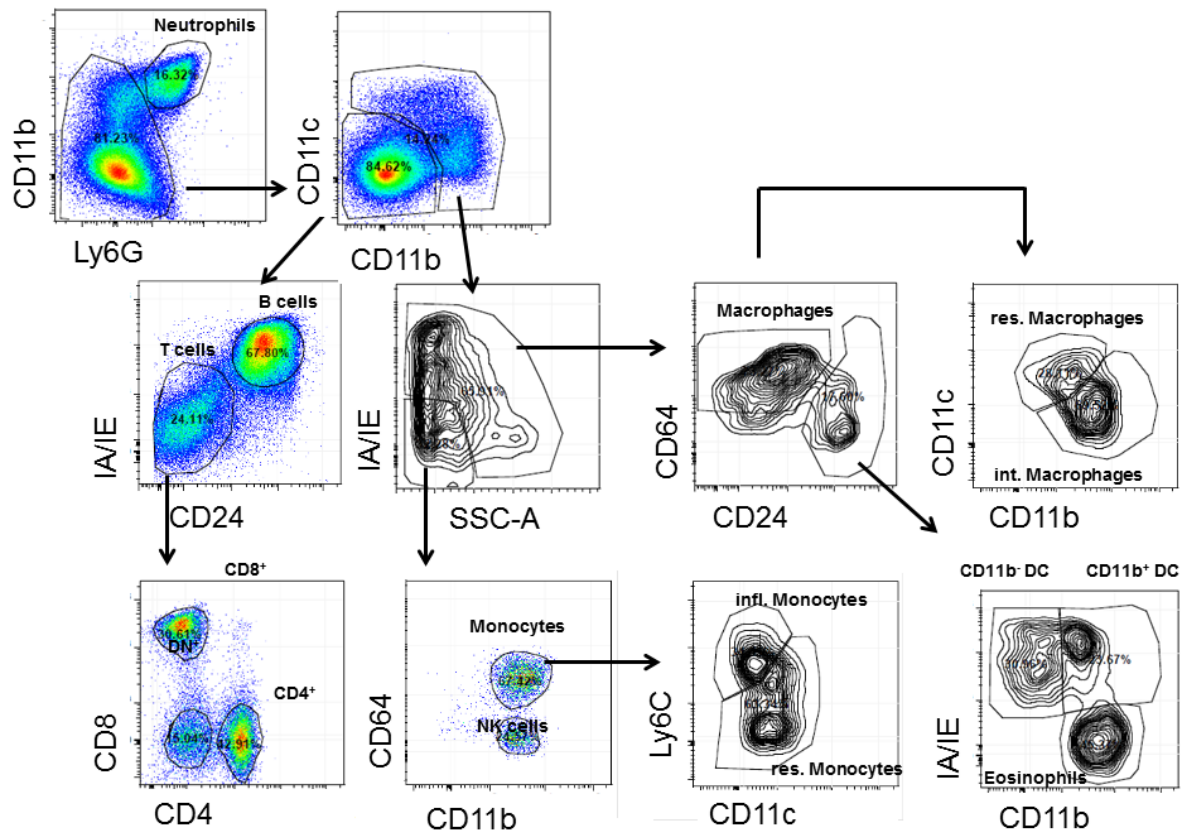 Neutrophils
16.32%
81.23%
CD11b
Ly6G
84.62%
CD11c
CD11b
B cells
T cells
67.80%
24.11%
IA/IE
CD24
IA/IE
SSC-A
Macrophages
CD64
CD24
res. Macrophages
int. Macrophages
CD11c
CD11b
CD8⁺
DN⁺
CD4⁺
CD8
CD4
Monocytes
NK cells
CD64
CD11b
infl. Monocytes
res. Monocytes
Ly6C
CD11c
CD11b⁻ DC
CD11b⁺ DC
Eosinophils
IA/IE
CD11b